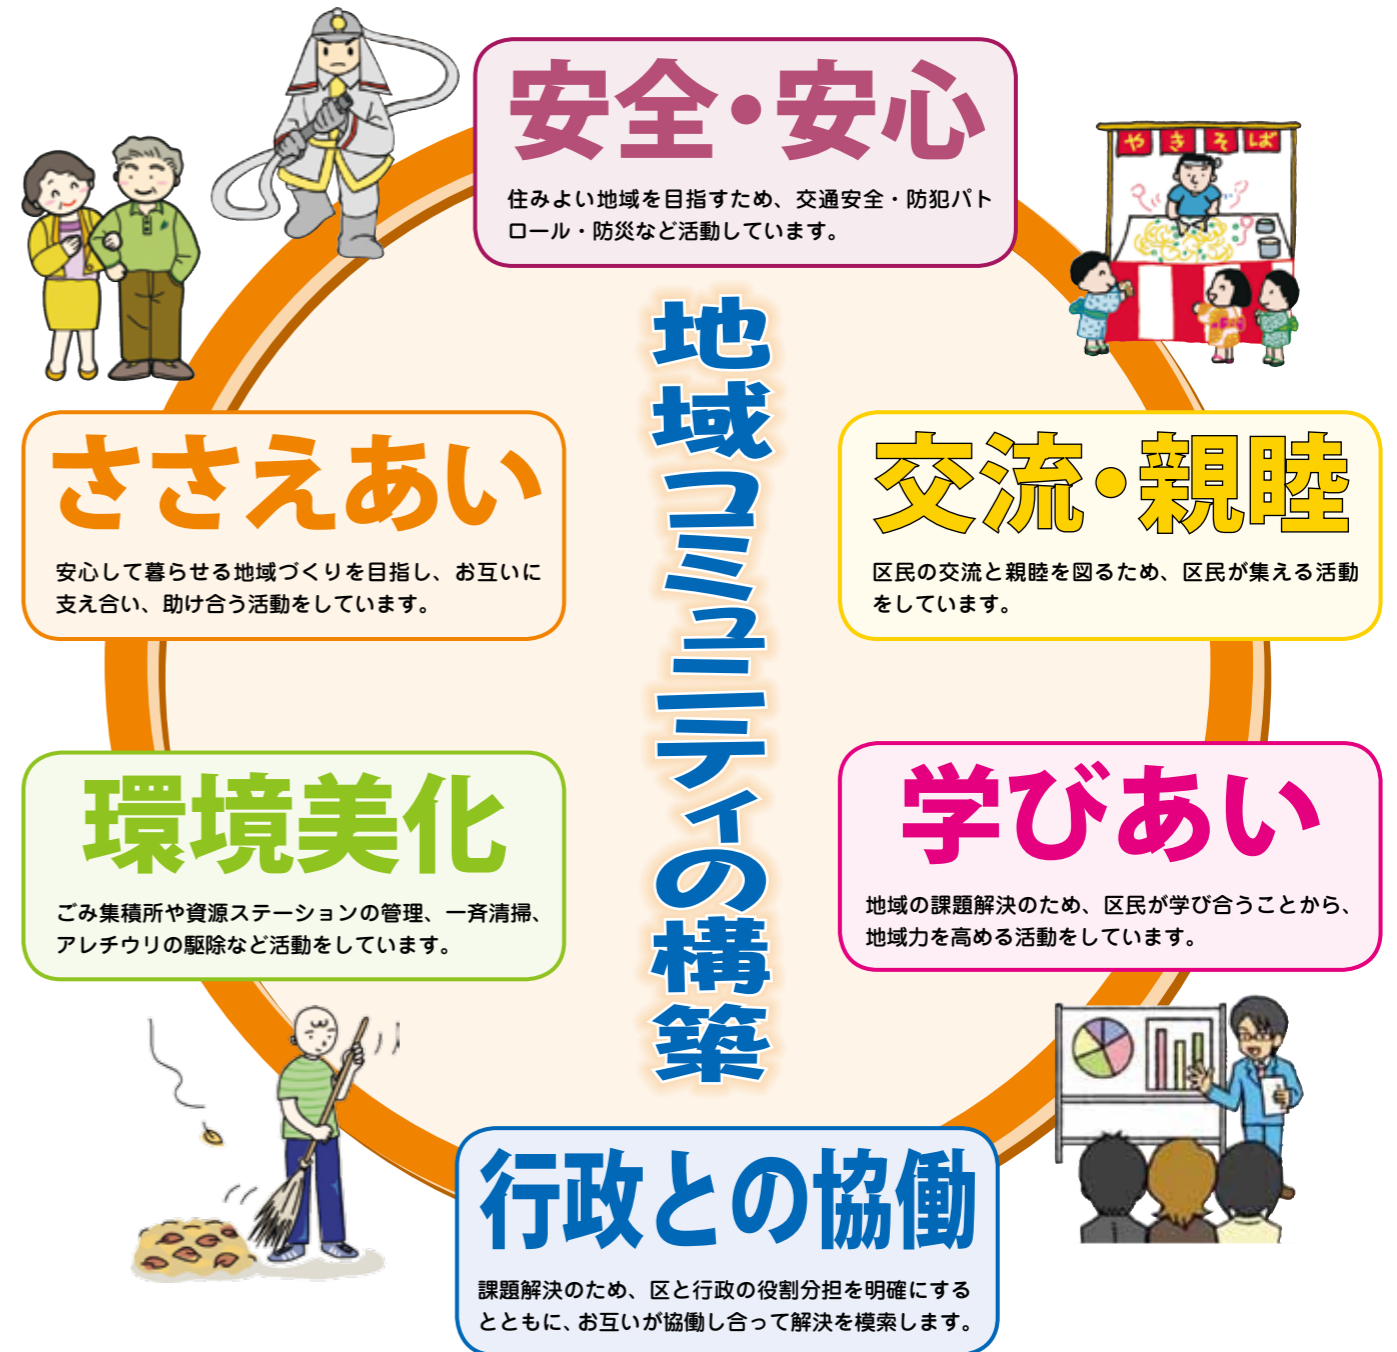 安全・安心
住みよい地域を目指すため、交通安全・防犯パト
ロール・防災など活動しています。
やきそば
地域コミュニティの構築
ささえあい
安心して暮らせる地域づくりを目指し、お互いに
支え合い、助け合う活動をしています。
交流・親睦
区民の交流と親睦を図るため、区民が集える活動
をしています。
環境美化
ごみ集積所や資源ステーションの管理、一斉清掃、
アレチウリの駆除など活動をしています。
学びあい
地域の課題解決のため、区民が学び合うことから、
地域力を高める活動をしています。
行政との協働
課題解決のため、区と行政の役割分担を明確にする
とともに、お互いが協働し合って解決を模索します。